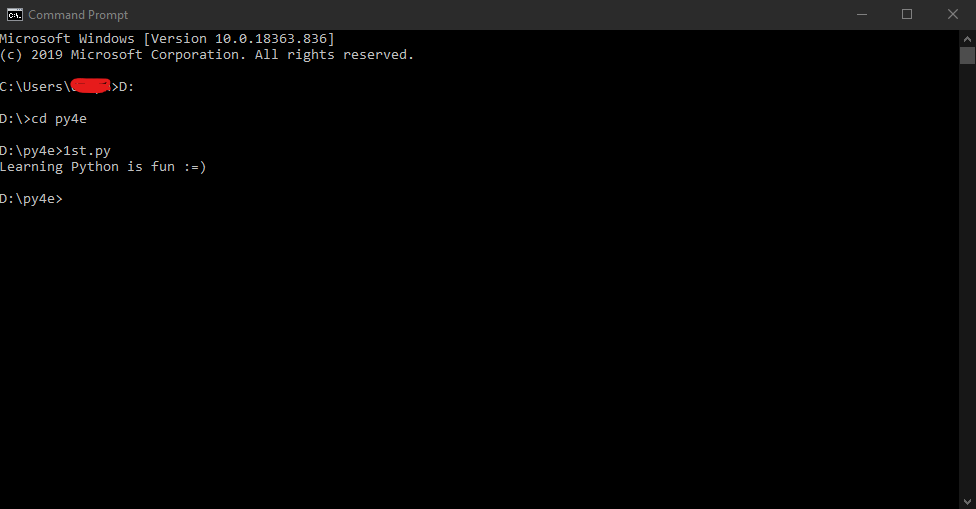 Command Prompt
Microsoft Windows [Version 10.0.18363.836]
(c) 2019 Microsoft Corporation. All rights reserved.
C:\Users\>D:
D:\>cd py4e
D:\py4e>1st.py
Learning Python is fun :=)
D:\py4e>